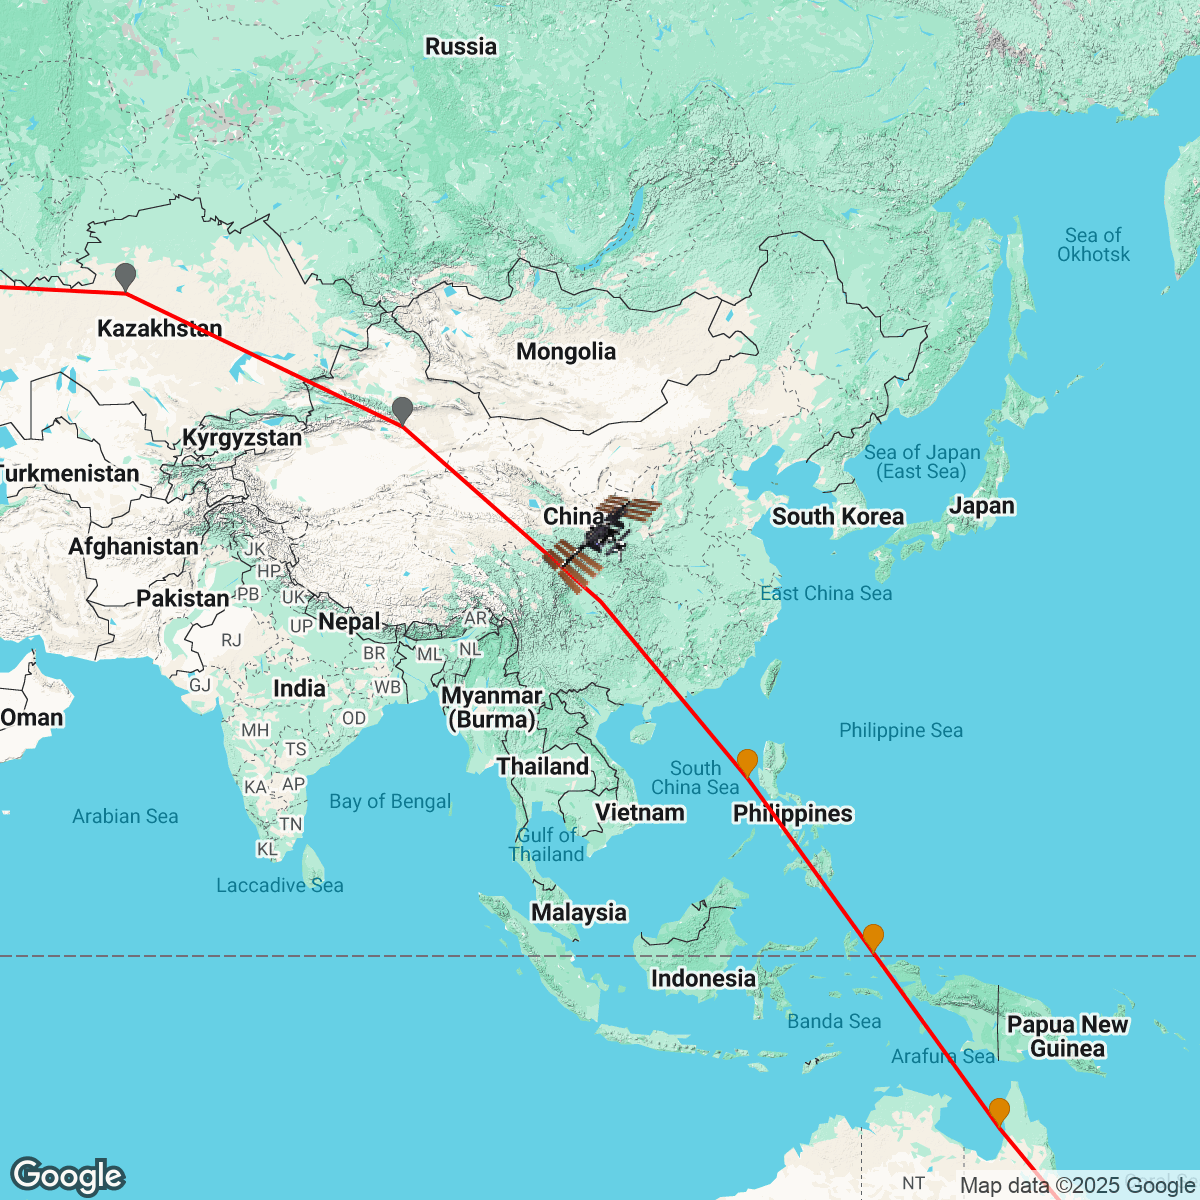 Russia
Sea of
Okhotsk
Kazakhstan
Mongolia
Kyrgyzstan
Sea of Japan
(East Sea)
Turkmenistan
Japan
China
South Korea
Afghanistan
JK
HP
Pakistan
PB
UK
East China Sea
UP
Nepal
AR
RJ
BR
ML
NL
GJ
India
WB
Myanmar
(Burma)
Oman
OD
MH
Philippine Sea
TS
Thailand
South
China Sea
KA
AP
Bay of Bengal
Arabian Sea
Vietnam
Philippines
TN
KL
Gulf of
Thailand
Laccadive Sea
Malaysia
Indonesia
Banda Sea
Papua New
Guinea
Arafura Sea
Google
NT
Map data ©2025 Google